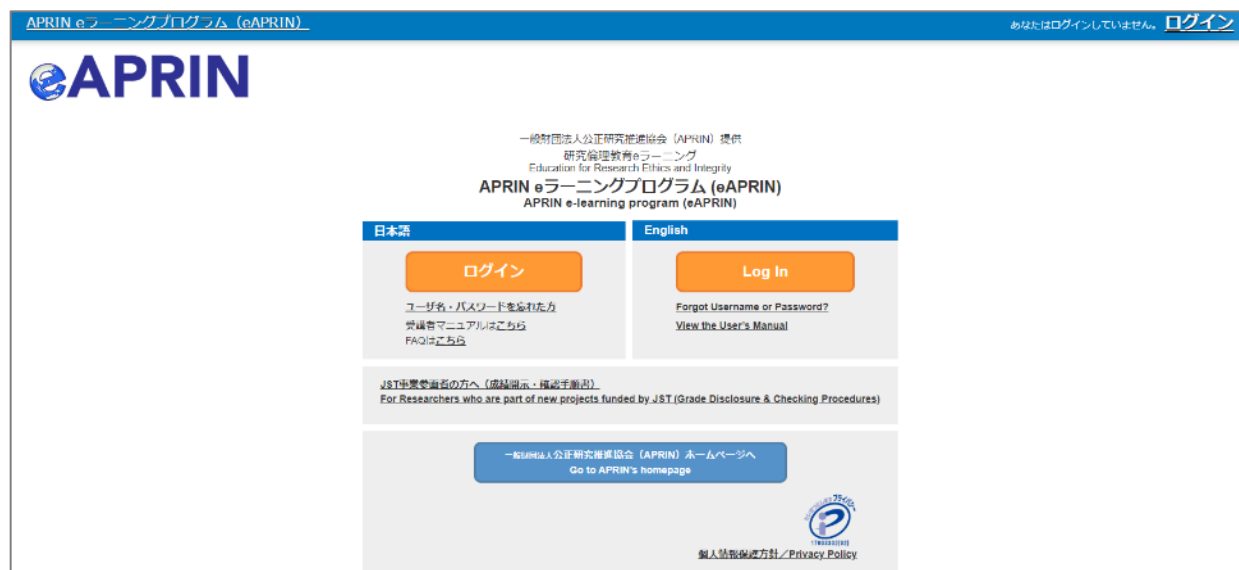 APRIN eラーニングプログラム（eAPRIN）
あなたはログインしていません。 ログイン
eAPRIN
一般財団法人公正研究推進協会（APRIN）提供
研究倫理教育eラーニング
Education for Research Ethics and Integrity
APRIN eラーニングプログラム (eAPRIN)
APRIN e-learning program (eAPRIN)
日本語
ログイン
ユーザ名・パスワードを忘れた方
受講者マニュアルはこちら
FAQはこちら
English
Log In
Forgot Username or Password?
View the User's Manual
JST事業参画者の方へ（成績開示・確認手順書）
For Researchers who are part of new projects funded by JST (Grade Disclosure & Checking Procedures)
一般財団法人公正研究推進協会（APRIN）ホームページへ
Go to APRIN's homepage
プライバシー
個人情報保護方針／Privacy Policy